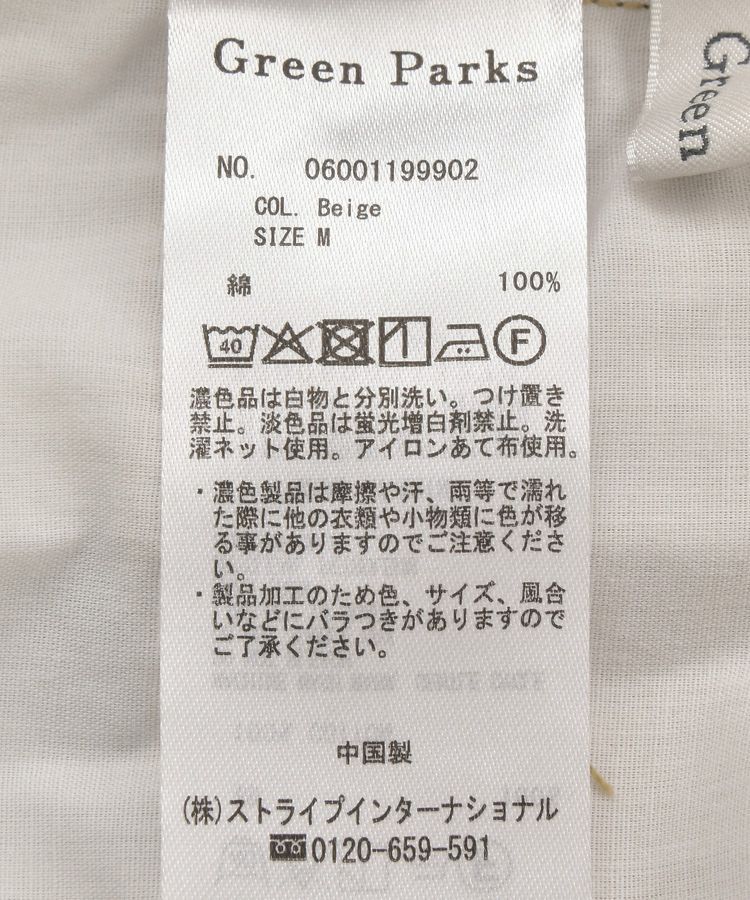 Green Parks
Green
NO. 06001199902
COL. Beige
SIZE M
綿 100%
40 F
濃色品は白物と分別洗い。つけ置き
禁止。淡色品は蛍光増白剤禁止。洗
濯ネット使用。アイロンあて布使用。
・濃色製品は摩擦や汗、雨等で濡れ
た際に他の衣類や小物類に色が移
る事がありますのでご注意くださ
い。
・製品加工のため色、サイズ、風合
いなどにバラつきがありますので
ご了承ください。
中国製
(株)ストライプインターナショナル
0120-659-591